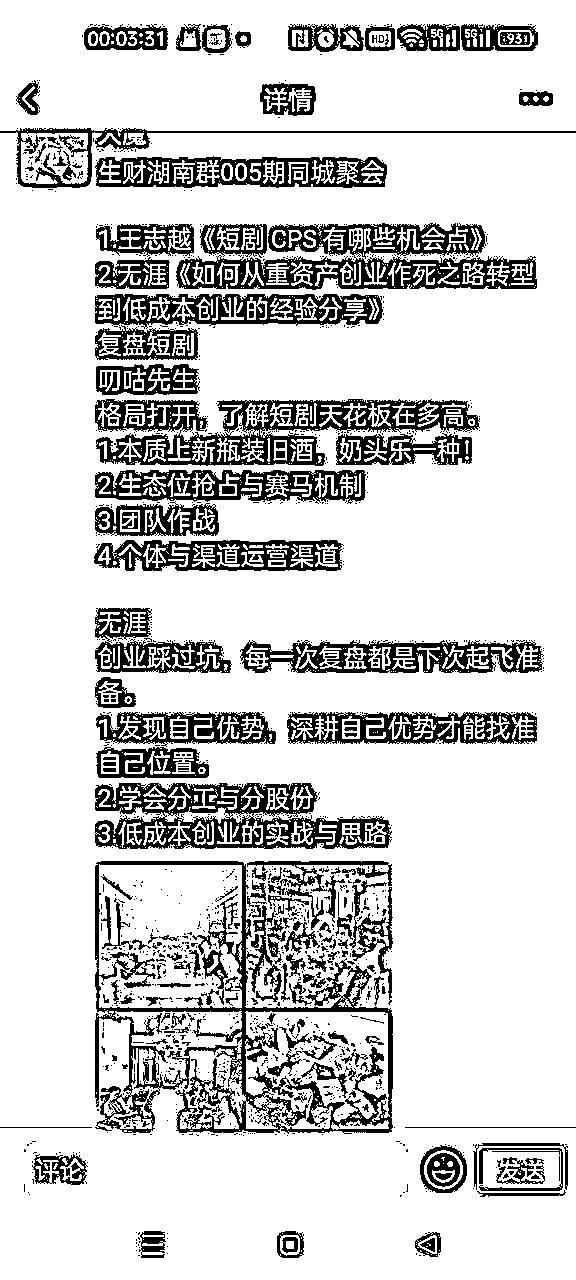 00:03:31
详情
生财湖南群005期同城聚会
1.王志越《短剧 CPS 有哪些机会点》
2.无涯《如何从重资产创业作死之路转型
到低成本创业的经验分享》
复盘短剧
叨咕先生
格局打开，了解短剧天花板在多高。
1.本质上新瓶装旧酒，奶头乐一种！
2.生态位抢占与赛马机制
3.团队作战
4.个体与渠道运营渠道
无涯
创业踩过坑，每一次复盘都是下次起飞准
备。
1.发现自己优势，深耕自己优势才能找准
自己位置。
2.学会分工与分股份
3.低成本创业的实战与思路
评论
发送